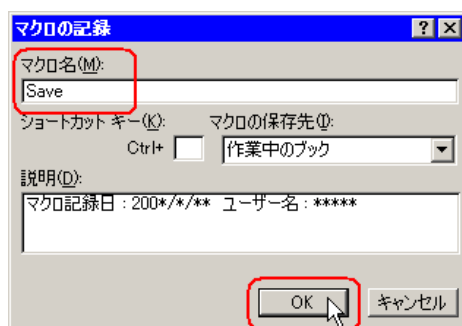 マクロの記録
マクロ名(M):
Save
ショートカット キー(K): マクロの保存先(I):
Ctrl+ 作業中のブック
説明(D):
マクロ記録日 : 200*/*/** ユーザー名 : *****
OK キャンセル